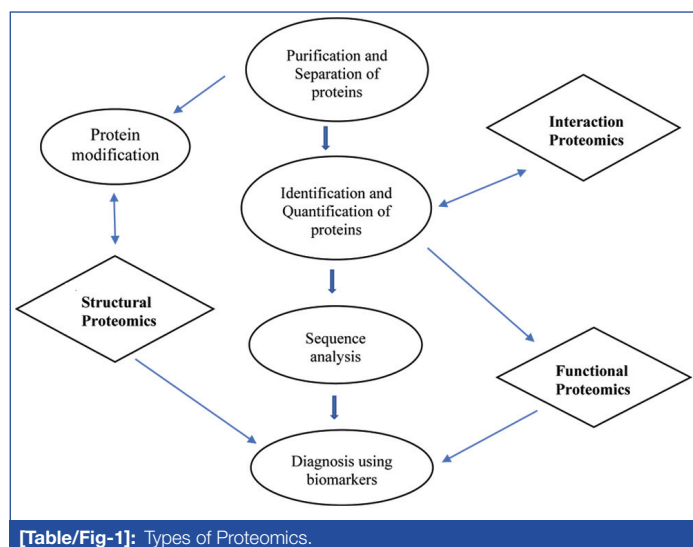 Purification and
Separation of
proteins
Protein
modification
Interaction
Proteomics
Identification and
Quantification of
proteins
Structural
Proteomics
Sequence
analysis
Functional
Proteomics
Diagnosis using
biomarkers
[Table/Fig-1]: Types of Proteomics.